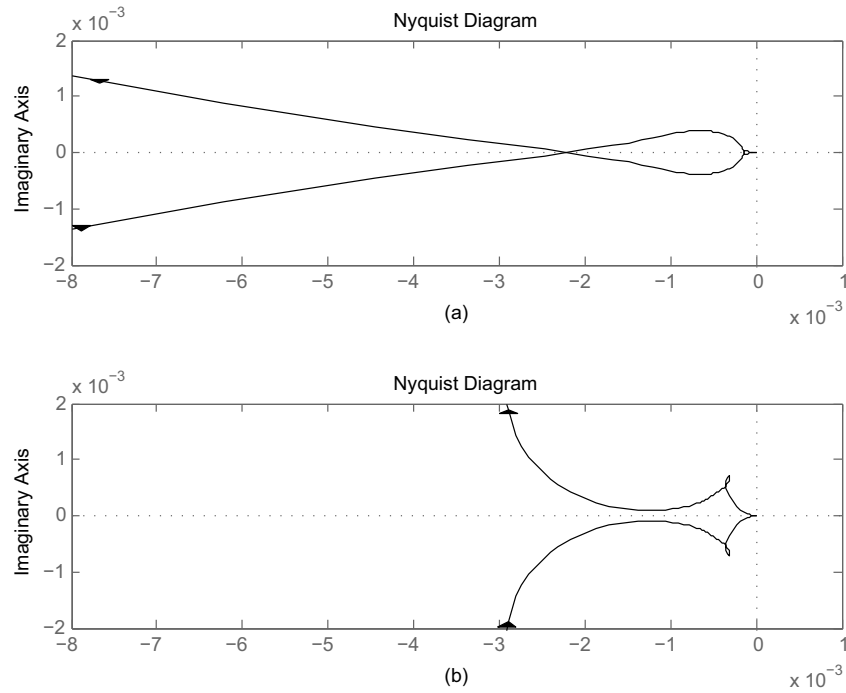 x 10⁻³
Nyquist Diagram
2
1
0
−1
−2
Imaginary Axis
−8 −7 −6 −5 −4 −3 −2 −1 0 1
x 10⁻³
(a)
x 10⁻³
Nyquist Diagram
2
1
0
−1
−2
Imaginary Axis
−8 −7 −6 −5 −4 −3 −2 −1 0 1
x 10⁻³
(b)